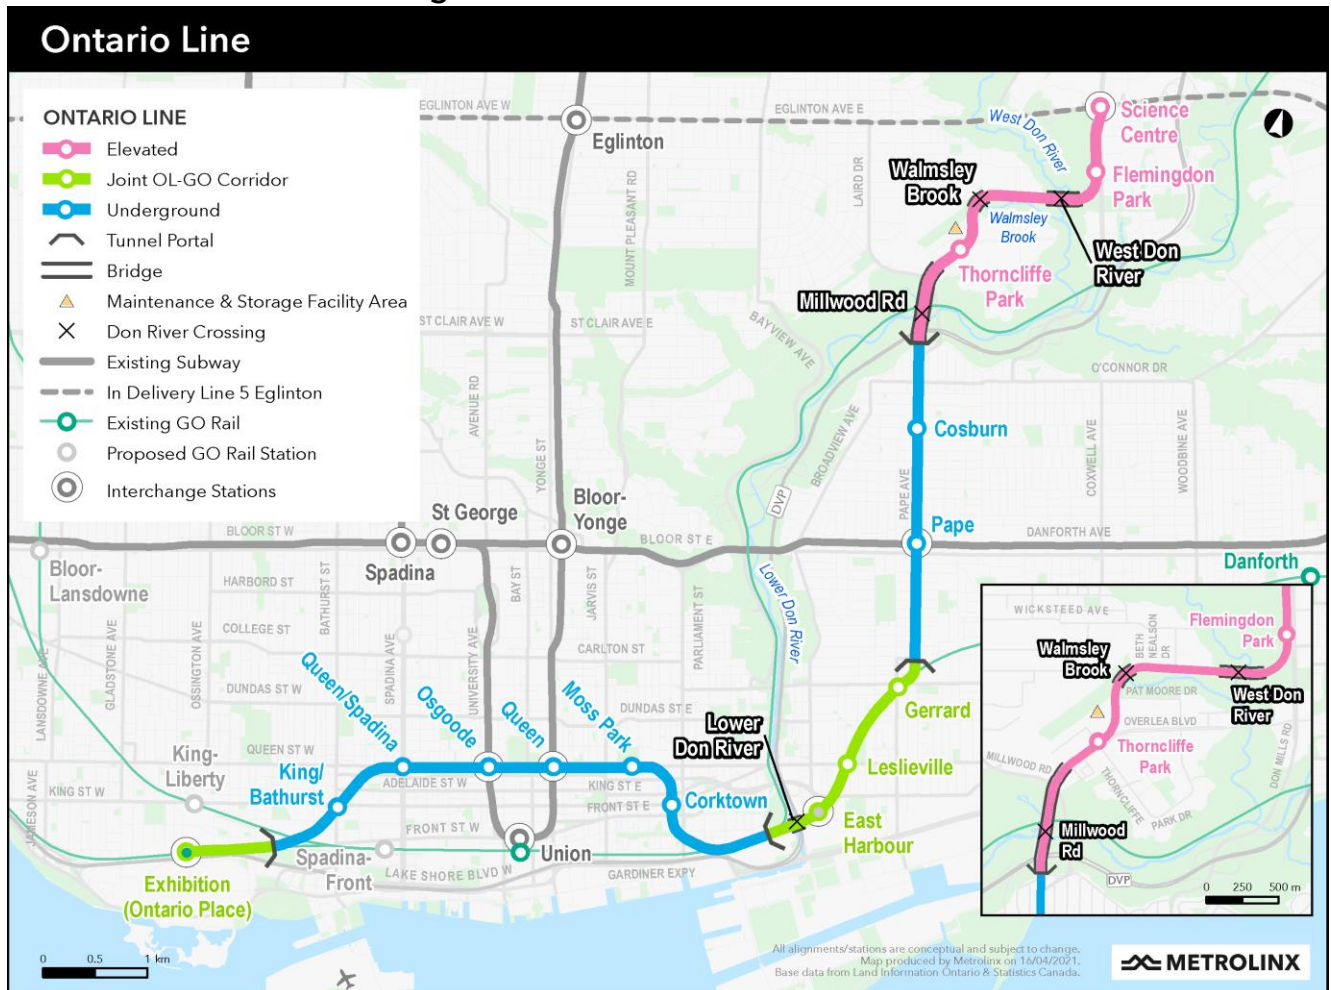 Ontario Line
ONTARIO LINE
Elevated
Joint OL-GO Corridor
Underground
Tunnel Portal
Bridge
Maintenance & Storage Facility Area
Don River Crossing
Existing Subway
In Delivery Line 5 Eglinton
Existing GO Rail
Proposed GO Rail Station
Interchange Stations
EGLINTON AVE W
EGLINTON AVE E
Eglinton
West Don
River
Science
Centre
Flemingdon
Park
Walmsley
Brook
Walmsley
Brook
West Don
River
LAIRD DR
MOUNT PLEASANT RD
Thorncliffe
Park
Millwood Rd
ST CLAIR AVE W
ST CLAIR AVE E
BAYVIEW AVE
O'CONNOR DR
AVENUE RD
YONGE ST
BROADVIEW AVE
Cosburn
COXWELL AVE
WOODBINE AVE
DVP
PAPE AVE
St George
Bloor-
Yonge
Pape
DANFORTH AVE
BLOOR ST W
BLOOR ST E
Spadina
Bloor-
Lansdowne
Danforth
HARBORD ST
BATHURST ST
BAY ST
JARVIS ST
Lower Don River
COLLEGE ST
CARLTON ST
PARLIAMENT ST
LANSDOWNE AVE
GLADSTONE AVE
OSSINGTON AVE
SPADINA AVE
UNIVERSITY AVE
DUNDAS ST W
DUNDAS ST E
Queen/Spadina
Osgoode
Queen
Moss Park
Lower
Don River
Gerrard
King-
Liberty
QUEEN ST W
King/
Bathurst
ADELAIDE ST W
KING ST E
FRONT ST E
Corktown
Leslieville
JAMESON AVE
KING ST W
FRONT ST W
East
Harbour
Spadina-
Front
Union
LAKE SHORE BLVD W
GARDINER EXPY
Exhibition
(Ontario Place)
WICKSTEED AVE
Flemingdon
Park
Walmsley
Brook
BETH
NEALSON
DR
PAT MOORE DR
West Don
River
OVERLEA BLVD
Thorncliffe
Park
MILLWOOD RD
DON MILLS RD
THORNCLIFFE
PARK DR
Millwood
Rd
DVP
0 250 500 m
0 0.5 1 km
All alignments/stations are conceptual and subject to change.
Map produced by Metrolinx on 16/04/2021.
Base data from Land Information Ontario & Statistics Canada.
METROLINX